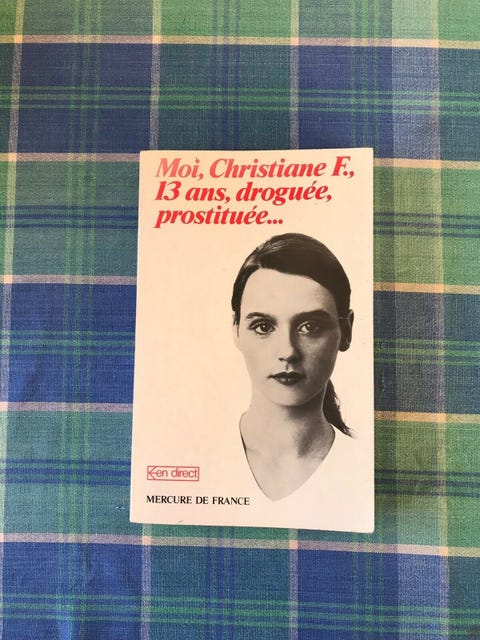 Moi, Christiane F.,
13 ans, droguée,
prostituée...
en direct
MERCURE DE FRANCE